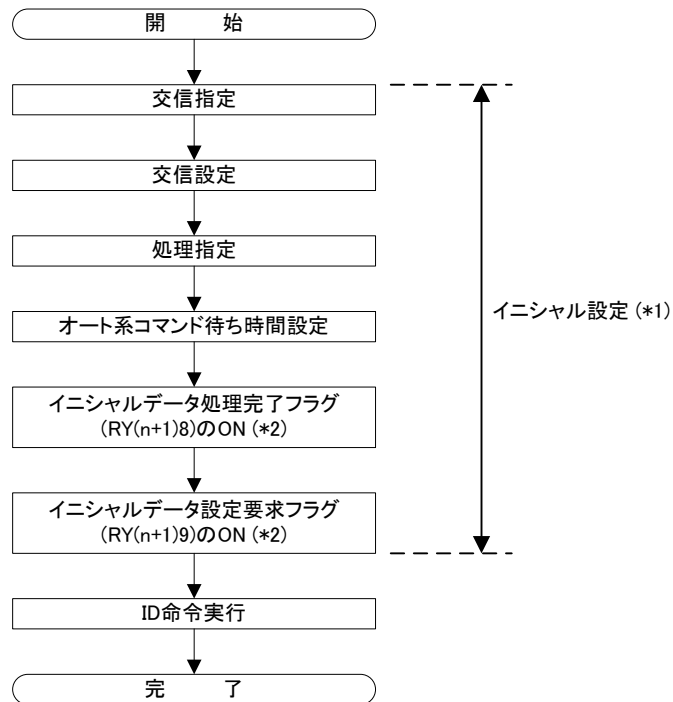 開 始
交信指定
交信設定
処理指定
オート系コマンド待ち時間設定
イニシャルデータ処理完了フラグ
(RY(n+1)8)のON (*2)
イニシャルデータ設定要求フラグ
(RY(n+1)9)のON (*2)
イニシャル設定 (*1)
ID命令実行
完 了